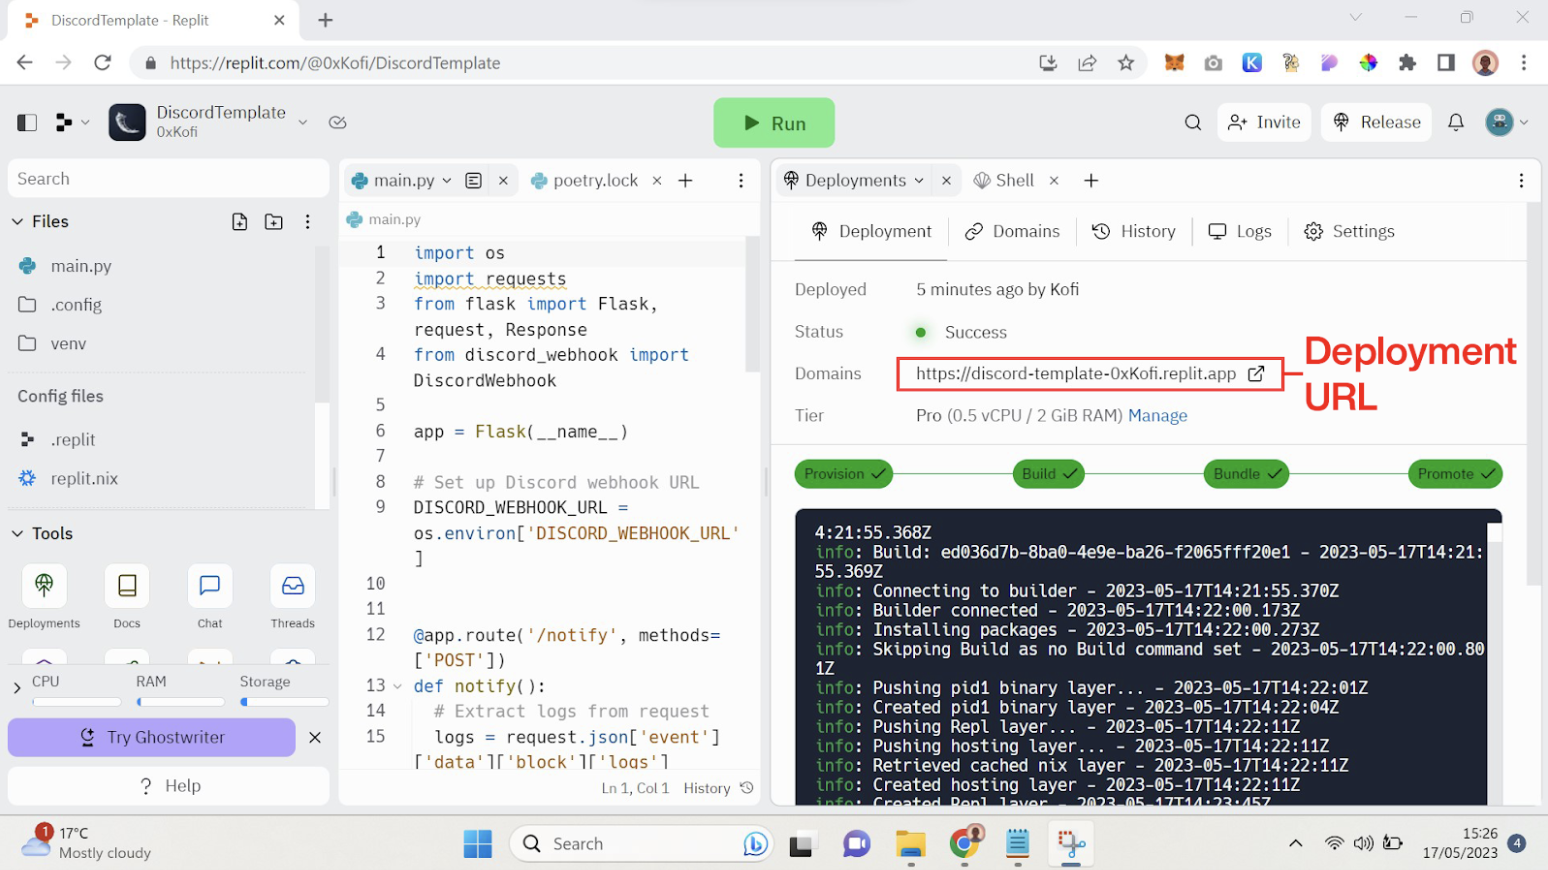 DiscordTemplate - Replit
https://replit.com/@0xKofi/DiscordTemplate
DiscordTemplate
0xKofi
Run
Invite
Release
Search
Files
main.py
.config
venv
Config files
.replit
replit.nix
Tools
Deployments
Docs
Chat
Threads
CPU
RAM
Storage
Try Ghostwriter
? Help
main.py
poetry.lock
main.py
1 import os
2 import requests
3 from flask import Flask,
request, Response
4 from discord_webhook import
DiscordWebhook
5
6 app = Flask(__name__)
7
8 # Set up Discord webhook URL
9 DISCORD_WEBHOOK_URL =
os.environ['DISCORD_WEBHOOK_URL'
]
10
11
12 @app.route('/notify', methods=
['POST'])
13 def notify():
14 # Extract logs from request
15 logs = request.json['event']
['data']['block']['logs']
Ln 1, Col 1 History
Deployments
Shell
Deployment
Domains
History
Logs
Settings
Deployed 5 minutes ago by Kofi
Status Success
Domains https://discord-template-0xKofi.replit.app
Deployment
URL
Tier Pro (0.5 vCPU / 2 GiB RAM) Manage
Provision
Build
Bundle
Promote
4:21:55.368Z
info: Build: ed036d7b-8ba0-4e9e-ba26-f2065fff20e1 - 2023-05-17T14:21:
55.369Z
info: Connecting to builder - 2023-05-17T14:21:55.370Z
info: Builder connected - 2023-05-17T14:22:00.173Z
info: Installing packages - 2023-05-17T14:22:00.273Z
info: Skipping Build as no Build command set - 2023-05-17T14:22:00.80
1Z
info: Pushing pid1 binary layer... - 2023-05-17T14:22:01Z
info: Created pid1 binary layer - 2023-05-17T14:22:04Z
info: Pushing Repl layer... - 2023-05-17T14:22:11Z
info: Pushing hosting layer... - 2023-05-17T14:22:11Z
info: Retrieved cached nix layer - 2023-05-17T14:22:11Z
info: Created hosting layer - 2023-05-17T14:22:11Z
info: Created Repl layer - 2023-05-17T14:23:45Z
1
17°C
Mostly cloudy
Search
15:26
17/05/2023
4